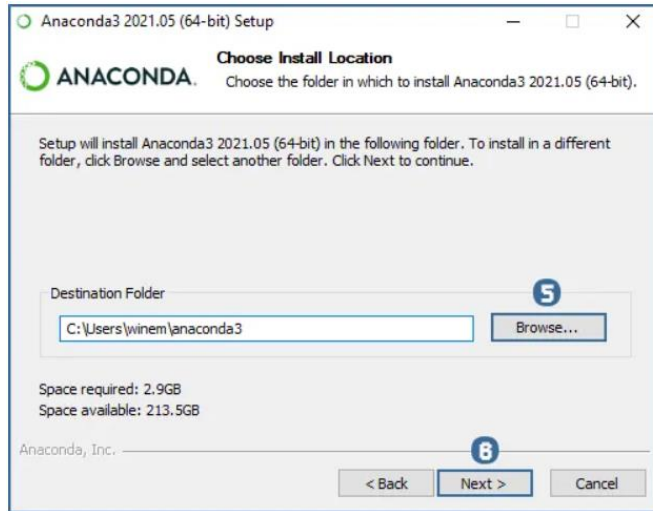 Anaconda3 2021.05 (64-bit) Setup
ANACONDA.
Choose Install Location
Choose the folder in which to install Anaconda3 2021.05 (64-bit).
Setup will install Anaconda3 2021.05 (64-bit) in the following folder. To install in a different
folder, click Browse and select another folder. Click Next to continue.
5
Destination Folder
C:\Users\winem\anaconda3
Browse...
Space required: 2.9GB
Space available: 213.5GB
Anaconda, Inc.
6
< Back
Next >
Cancel